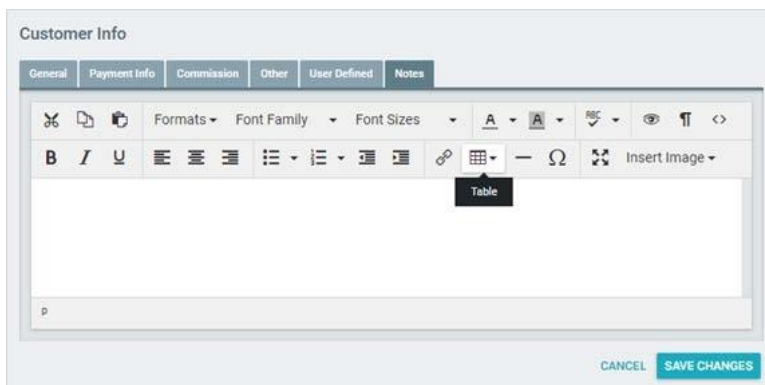 Customer Info
General Payment Info Commission Other User Defined Notes
Formats Font Family Font Sizes A A ABC ¶ <>
B I U Ω Insert Image
Table
p
CANCEL SAVE CHANGES